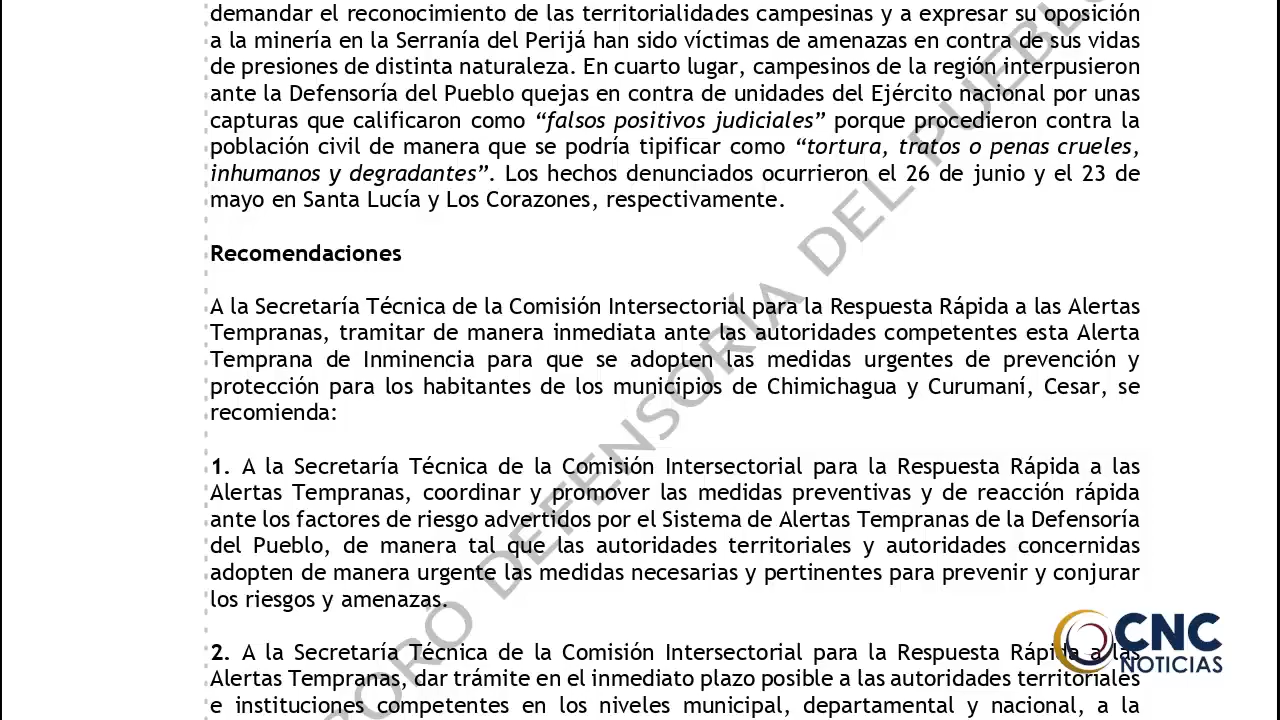 demandar el reconocimiento de las territorialidades campesinas y a expresar su oposición
a la minería en la Serranía del Perijá han sido víctimas de amenazas en contra de sus vidas
de presiones de distinta naturaleza. En cuarto lugar, campesinos de la región interpusieron
ante la Defensoría del Pueblo quejas en contra de unidades del Ejército nacional por unas
capturas que calificaron como “falsos positivos judiciales” porque procedieron contra la
población civil de manera que se podría tipificar como “tortura, tratos o penas crueles,
inhumanos y degradantes”. Los hechos denunciados ocurrieron el 26 de junio y el 23 de
mayo en Santa Lucía y Los Corazones, respectivamente.
Recomendaciones
A la Secretaría Técnica de la Comisión Intersectorial para la Respuesta Rápida a las Alertas
Tempranas, tramitar de manera inmediata ante las autoridades competentes esta Alerta
Temprana de Inminencia para que se adopten las medidas urgentes de prevención y
protección para los habitantes de los municipios de Chimichagua y Curumaní, Cesar, se
recomienda:
1. A la Secretaría Técnica de la Comisión Intersectorial para la Respuesta Rápida a las
Alertas Tempranas, coordinar y promover las medidas preventivas y de reacción rápida
ante los factores de riesgo advertidos por el Sistema de Alertas Tempranas de la Defensoría
del Pueblo, de manera tal que las autoridades territoriales y autoridades concernidas
adopten de manera urgente las medidas necesarias y pertinentes para prevenir y conjurar
los riesgos y amenazas.
2. A la Secretaría Técnica de la Comisión Intersectorial para la Respuesta Rápida a las
Alertas Tempranas, dar trámite en el inmediato plazo posible a las autoridades territoriales
e instituciones competentes en los niveles municipal, departamental y nacional, a la
DEFENSORÍA DEL PUEBLO
CNC
NOTICIAS